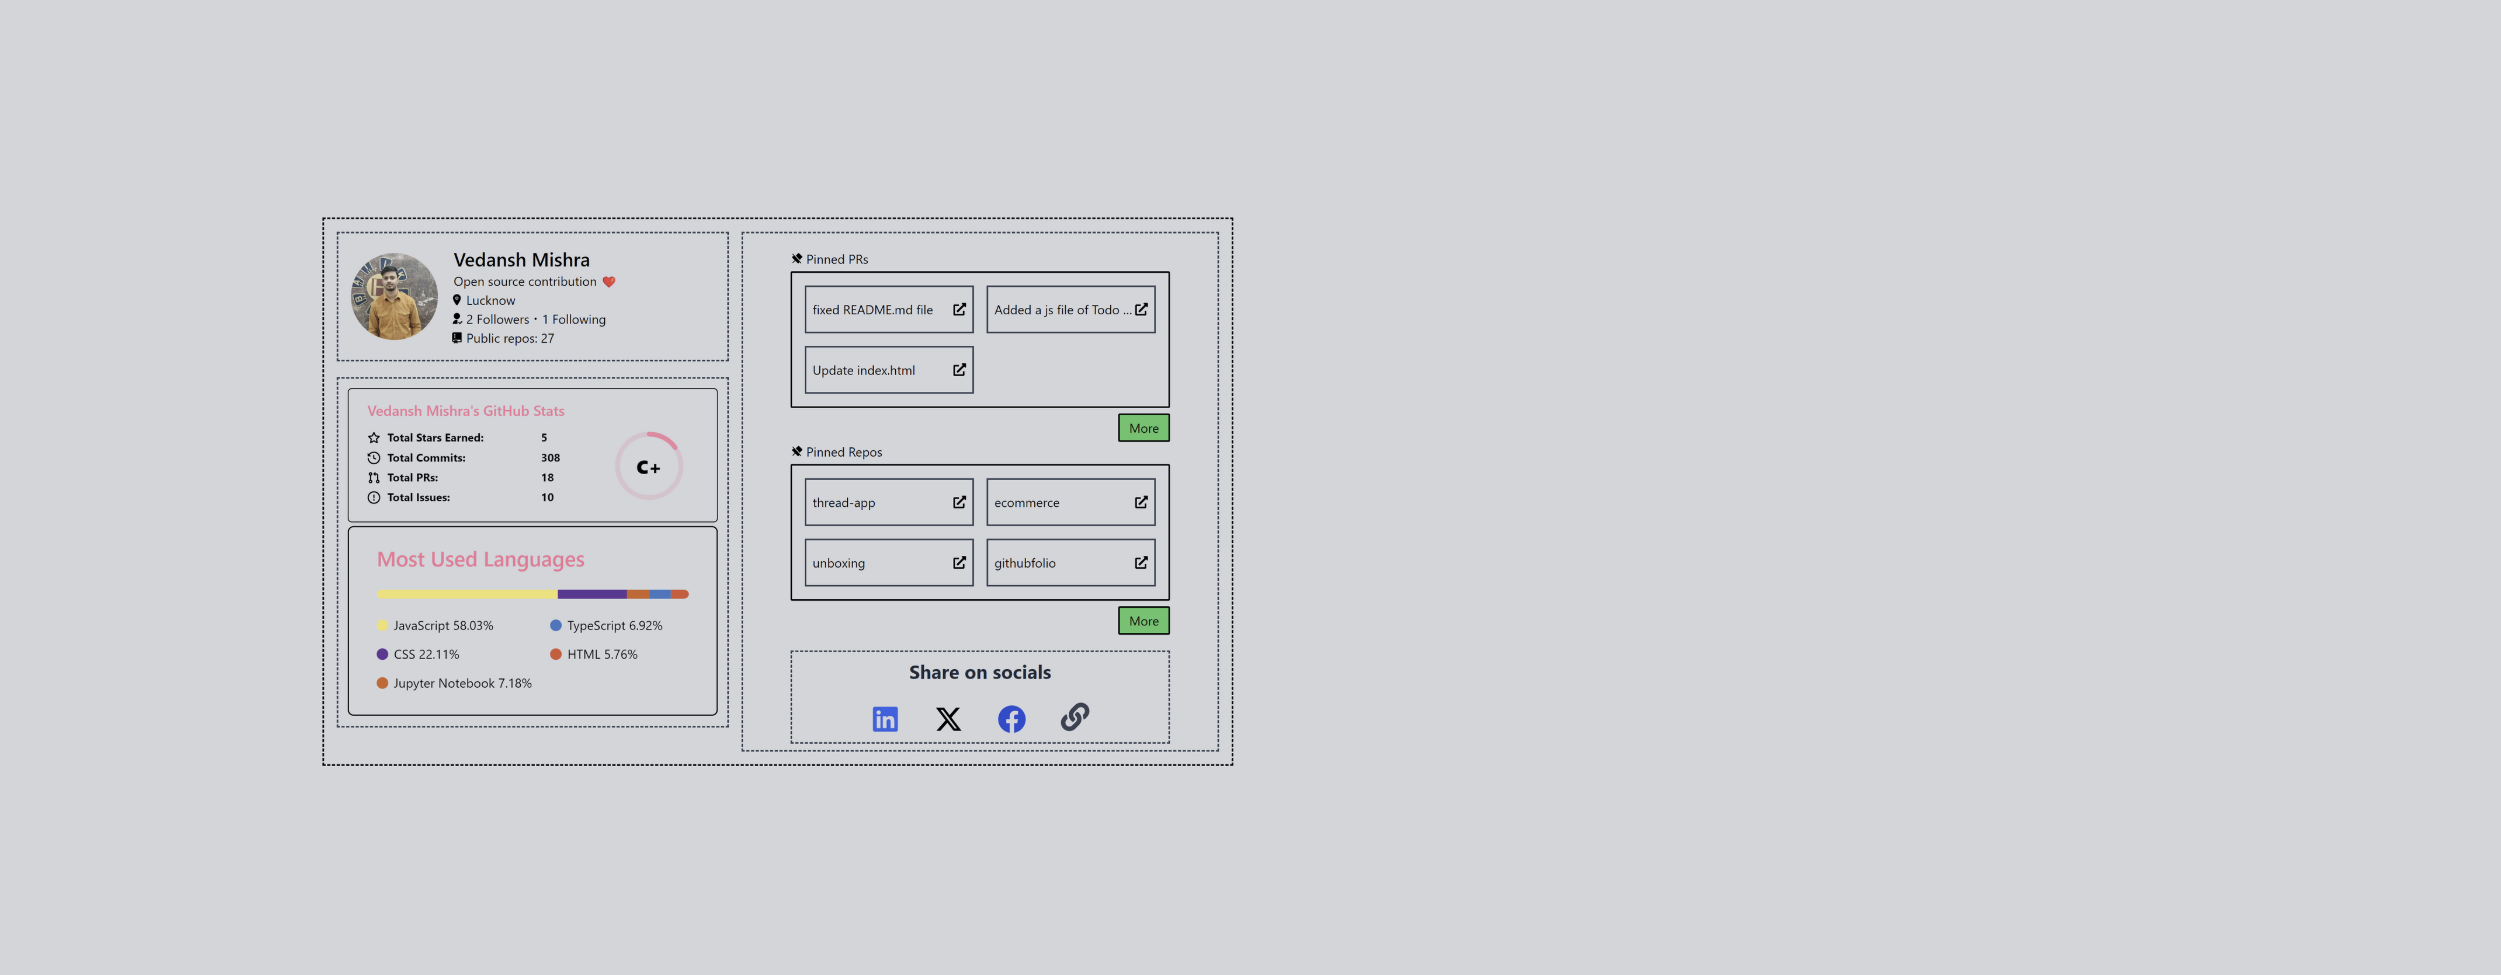 Vedansh Mishra
Open source contribution ❤️
Lucknow
2 Followers · 1 Following
Public repos: 27
Vedansh Mishra's GitHub Stats
Total Stars Earned: 5
Total Commits: 308
Total PRs: 18
Total Issues: 10
C+
Most Used Languages
JavaScript 58.03%
TypeScript 6.92%
CSS 22.11%
HTML 5.76%
Jupyter Notebook 7.18%
Pinned PRs
fixed README.md file
Added a js file of Todo ...
Update index.html
More
Pinned Repos
thread-app
ecommerce
unboxing
githubfolio
More
Share on socials